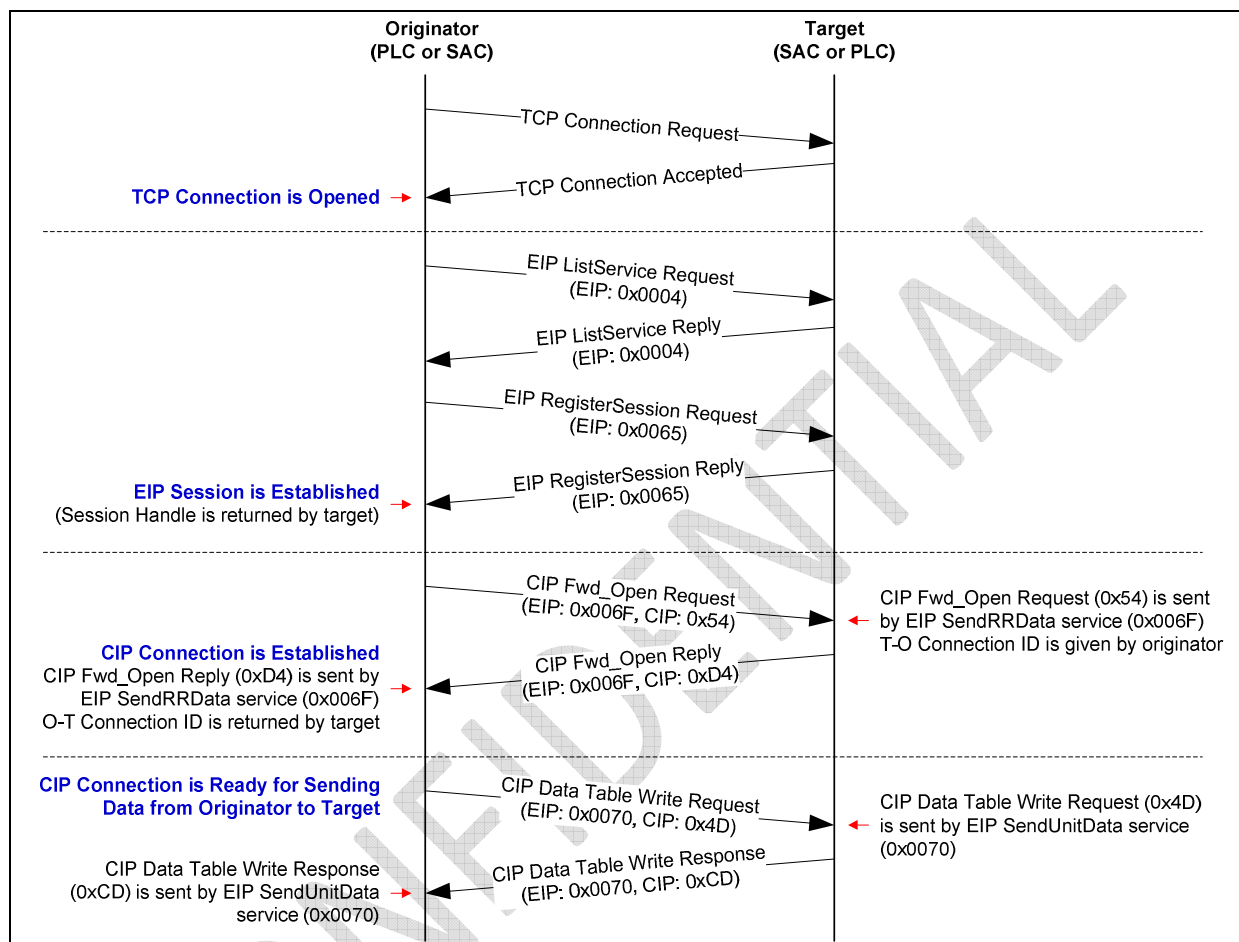 Originator
(PLC or SAC)
Target
(SAC or PLC)
TCP Connection Request
TCP Connection Accepted
TCP Connection is Opened
EIP ListService Request
(EIP: 0x0004)
EIP ListService Reply
(EIP: 0x0004)
EIP RegisterSession Request
(EIP: 0x0065)
EIP RegisterSession Reply
(EIP: 0x0065)
EIP Session is Established
(Session Handle is returned by target)
CIP Fwd_Open Request
(EIP: 0x006F, CIP: 0x54)
CIP Fwd_Open Request (0x54) is sent
by EIP SendRRData service (0x006F)
T-O Connection ID is given by originator
CIP Connection is Established
CIP Fwd_Open Reply (0xD4) is sent by
EIP SendRRData service (0x006F)
O-T Connection ID is returned by target
CIP Fwd_Open Reply
(EIP: 0x006F, CIP: 0xD4)
CIP Connection is Ready for Sending
Data from Originator to Target
CIP Data Table Write Request
(EIP: 0x0070, CIP: 0x4D)
CIP Data Table Write Request (0x4D)
is sent by EIP SendUnitData service
(0x0070)
CIP Data Table Write Response
(0xCD) is sent by EIP SendUnitData
service (0x0070)
CIP Data Table Write Response
(EIP: 0x0070, CIP: 0xCD)
ONFIDENTIAL